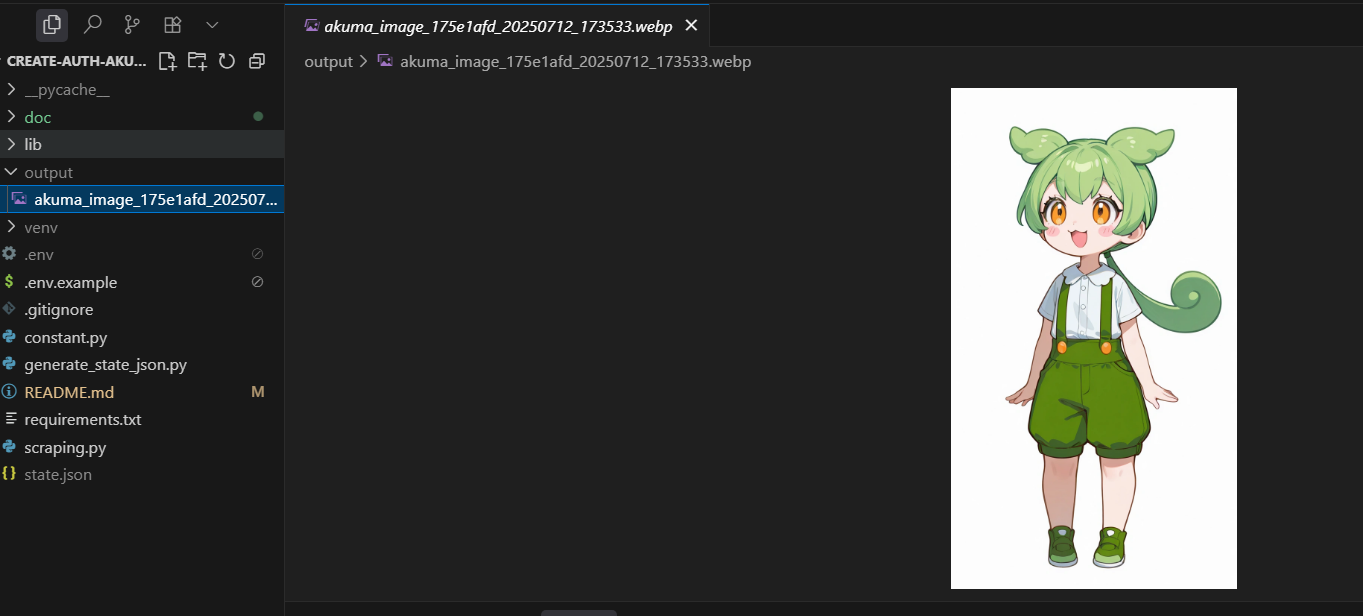 akuma_image_175e1afd_20250712_173533.webp
CREATE-AUTH-AKU...
output > akuma_image_175e1afd_20250712_173533.webp
__pycache__
doc
lib
output
akuma_image_175e1afd_202507...
venv
.env
.env.example
.gitignore
constant.py
generate_state_json.py
README.md M
requirements.txt
scraping.py
state.json